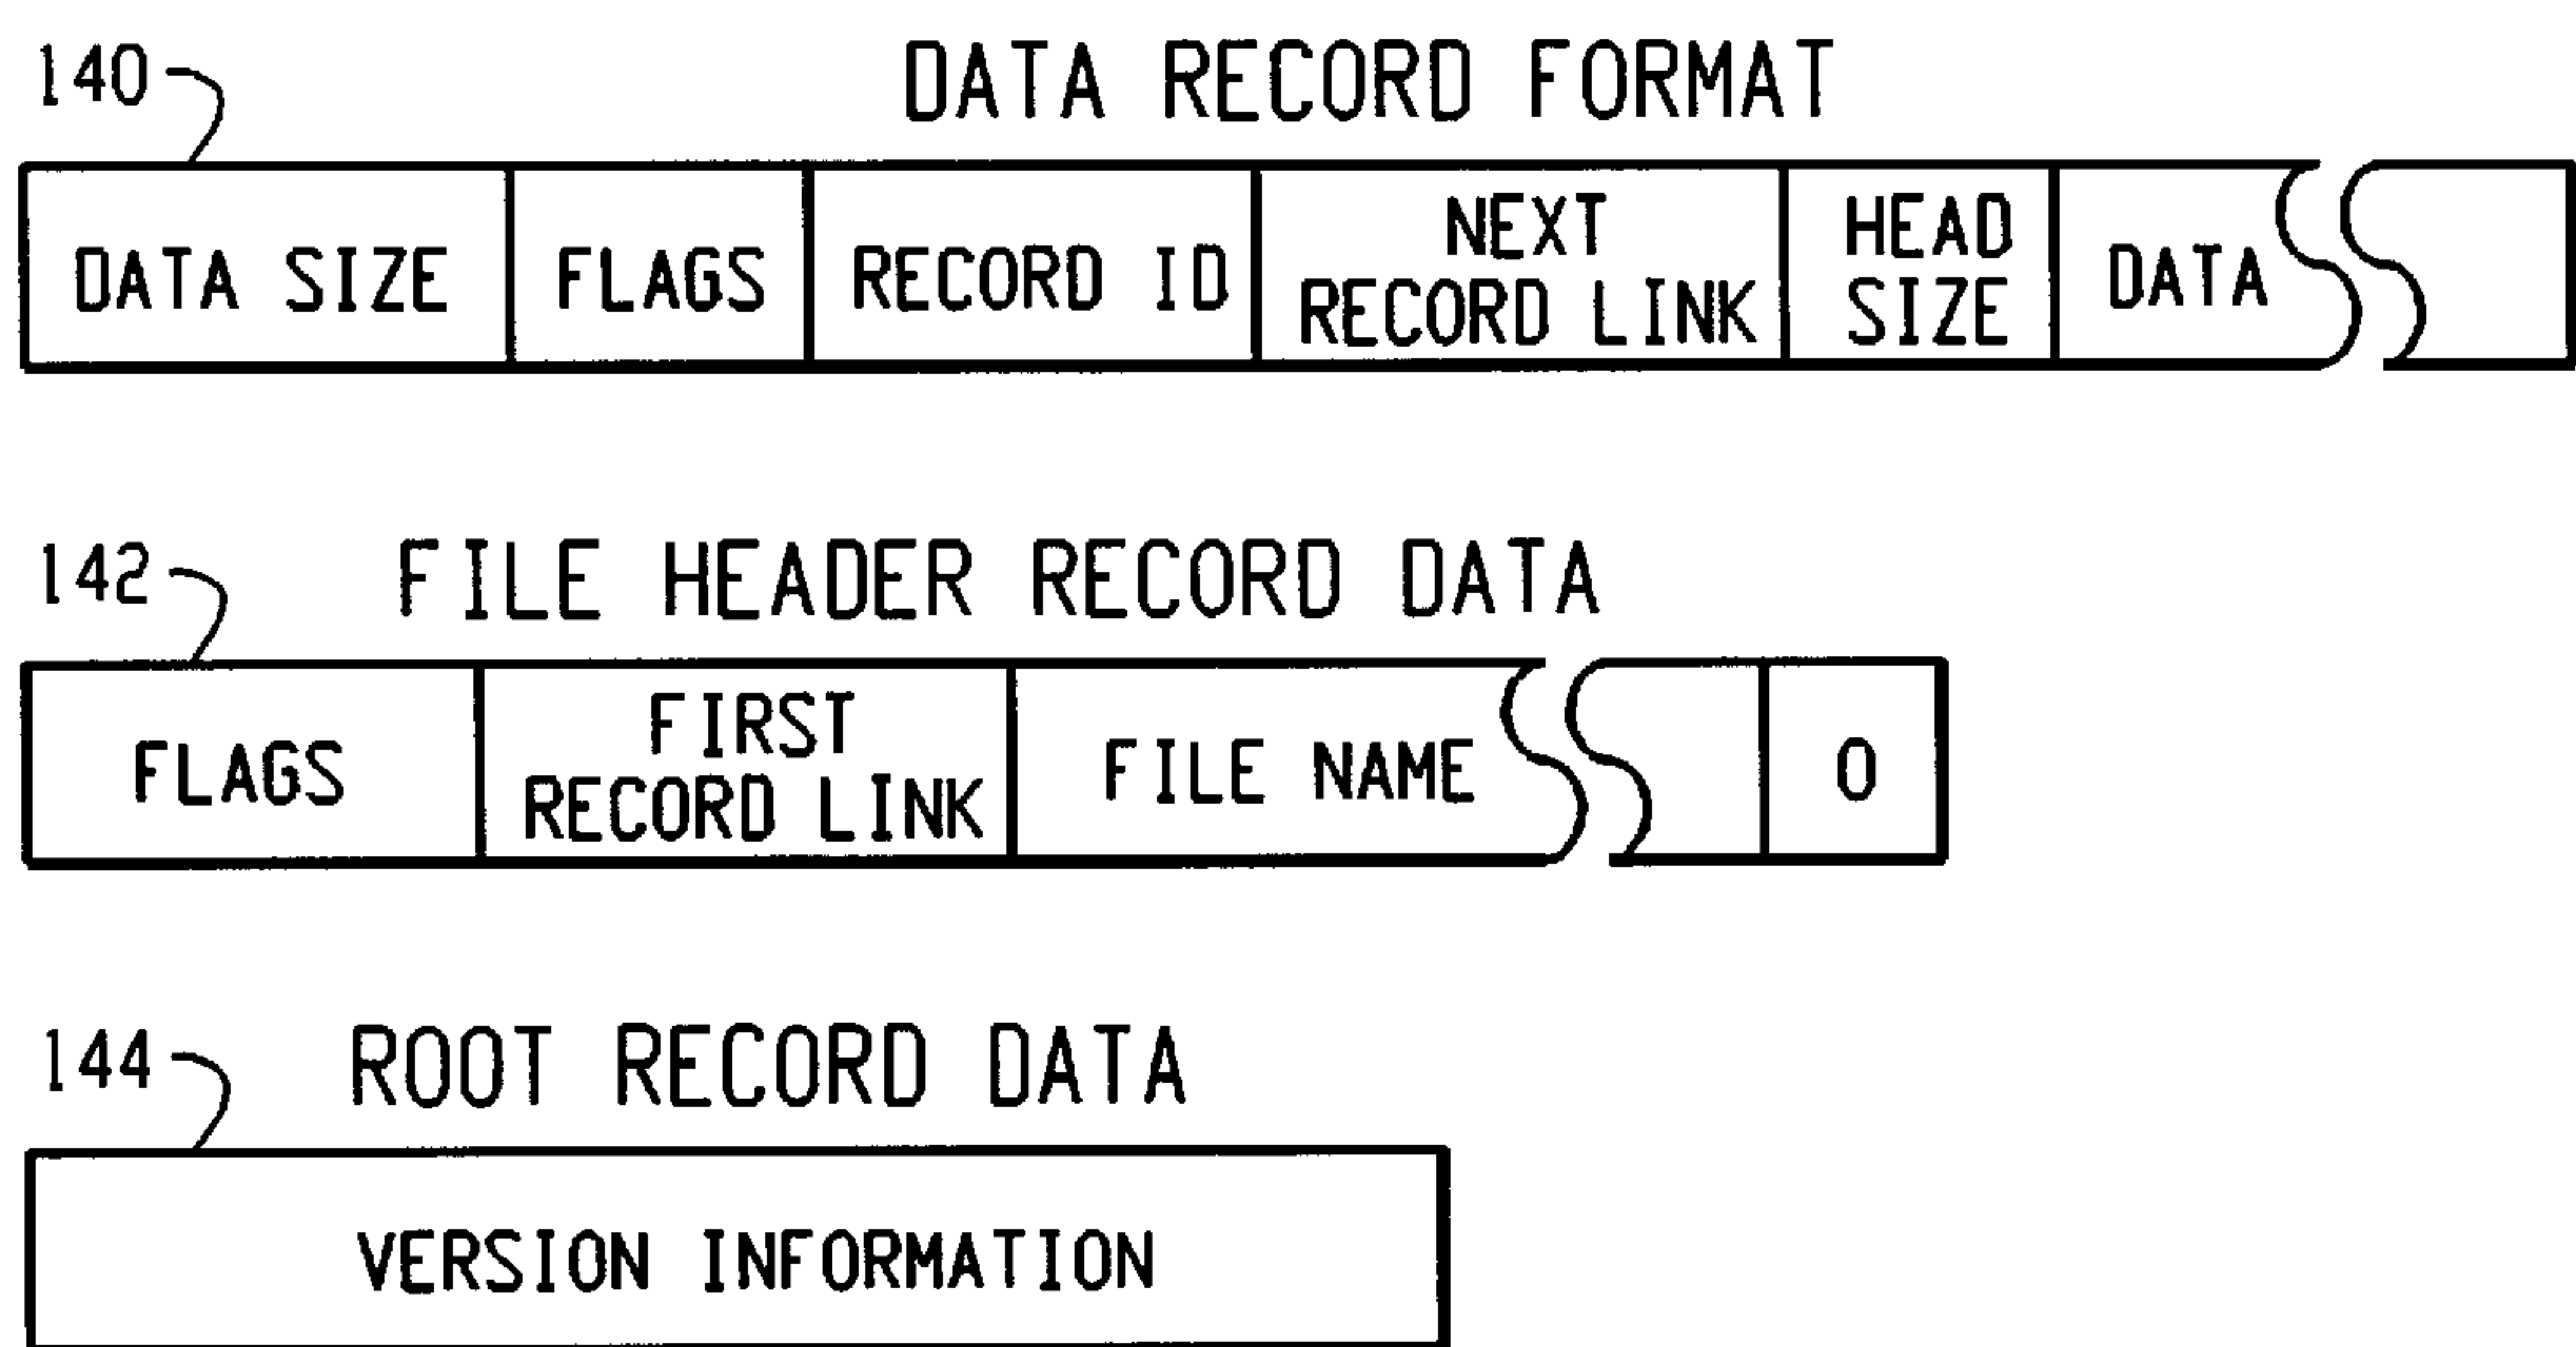 140
DATA RECORD FORMAT
DATA SIZE
FLAGS
RECORD ID
NEXT
RECORD LINK
HEAD
SIZE
DATA
142
FILE HEADER RECORD DATA
FLAGS
FIRST
RECORD LINK
FILE NAME
0
144
ROOT RECORD DATA
VERSION INFORMATION